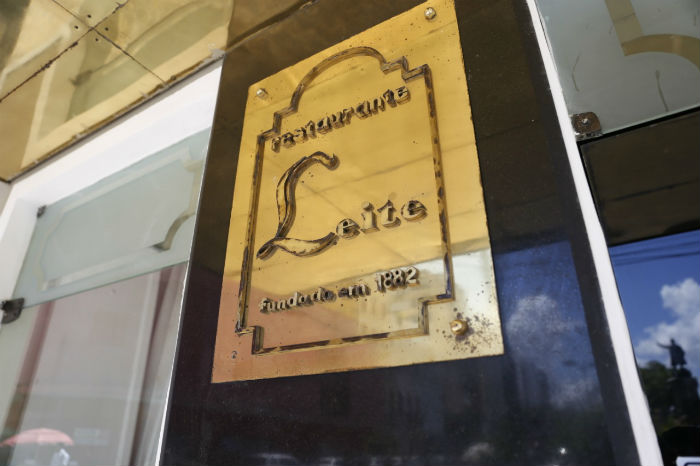 restaurante
Leite
fundado em 1882